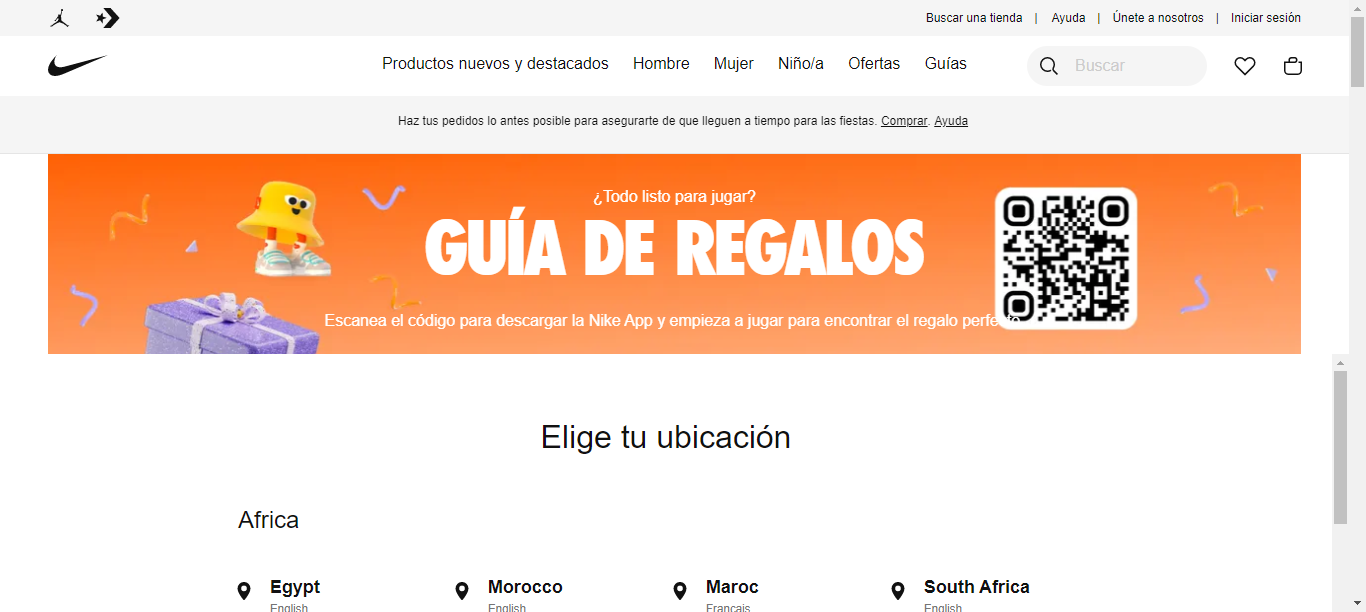 Buscar una tienda | Ayuda | Únete a nosotros | Iniciar sesión
Productos nuevos y destacados Hombre Mujer Niño/a Ofertas Guías Buscar
Haz tus pedidos lo antes posible para asegurarte de que lleguen a tiempo para las fiestas. Comprar. Ayuda
¿Todo listo para jugar?
GUÍA DE REGALOS
Escanea el código para descargar la Nike App y empieza a jugar para encontrar el regalo perfecto
Elige tu ubicación
Africa
Egypt Morocco Maroc South Africa
English English Français English